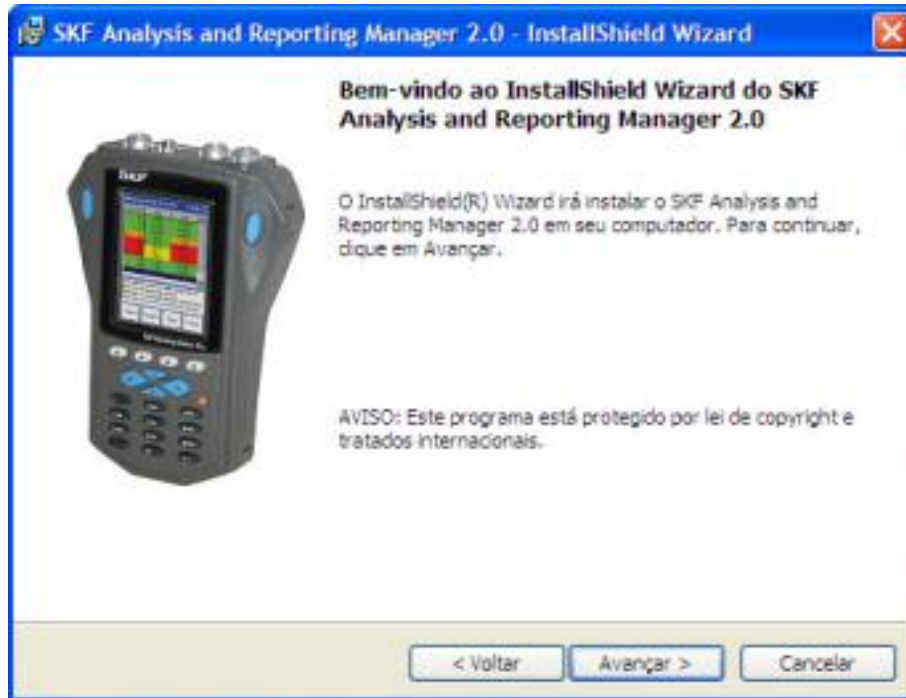 SKF Analysis and Reporting Manager 2.0 - InstallShield Wizard
Bem-vindo ao InstallShield Wizard do SKF
Analysis and Reporting Manager 2.0
O InstallShield(R) Wizard irá instalar o SKF Analysis and
Reporting Manager 2.0 em seu computador. Para continuar,
clique em Avançar.
AVISO: Este programa está protegido por lei de copyright e
tratados internacionais.
SKF
< Voltar
Avançar >
Cancelar